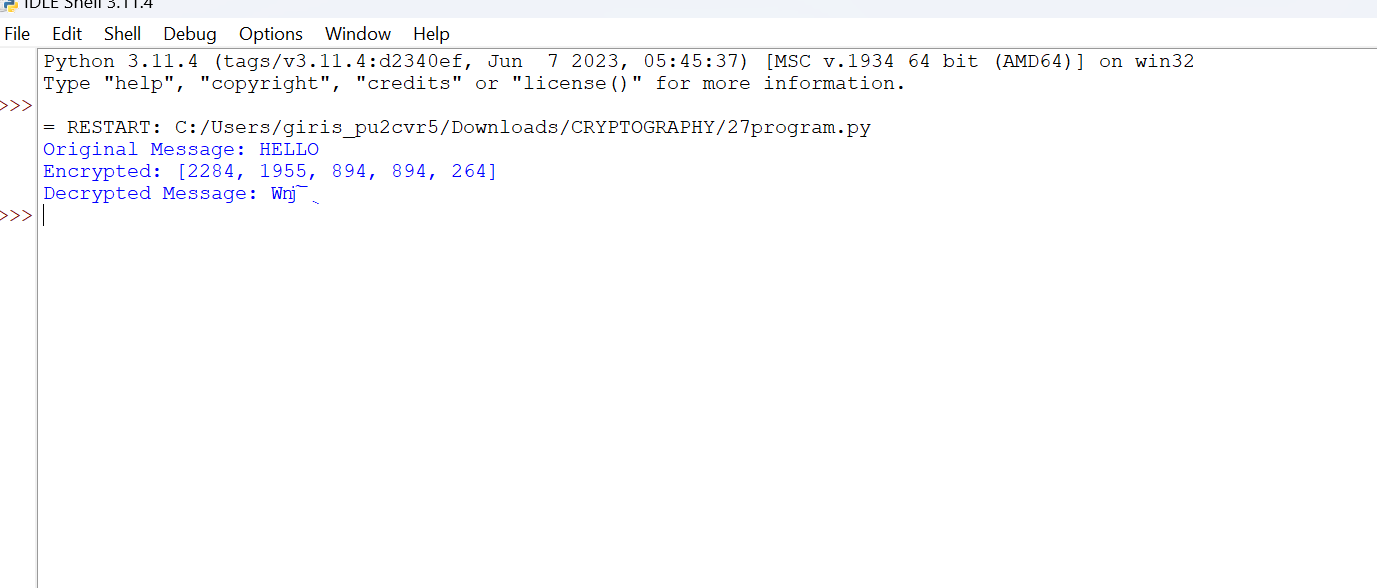 IDLE Shell 3.11.4
File Edit Shell Debug Options Window Help
Python 3.11.4 (tags/v3.11.4:d2340ef, Jun  7 2023, 05:45:37) [MSC v.1934 64 bit (AMD64)] on win32
Type "help", "copyright", "credits" or "license()" for more information.
>>>
= RESTART: C:/Users/giris_pu2cvr5/Downloads/CRYPTOGRAPHY/27program.py
Original Message: HELLO
Encrypted: [2284, 1955, 894, 894, 264]
Decrypted Message:
>>>